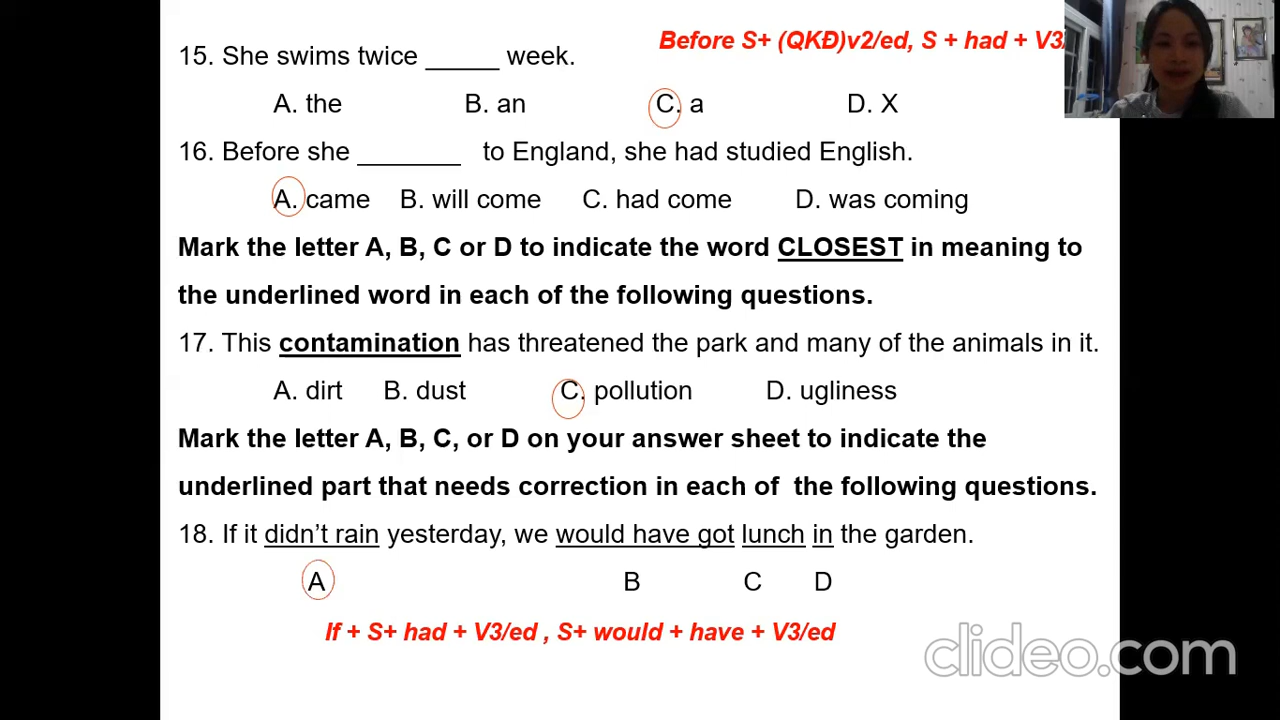 Before S+ (QKĐ)v2/ed, S + had + V3
15. She swims twice _____ week.
A. the B. an C. a D. X
16. Before she _______ to England, she had studied English.
A. came B. will come C. had come D. was coming
Mark the letter A, B, C or D to indicate the word CLOSEST in meaning to
the underlined word in each of the following questions.
17. This contamination has threatened the park and many of the animals in it.
A. dirt B. dust C. pollution D. ugliness
Mark the letter A, B, C, or D on your answer sheet to indicate the
underlined part that needs correction in each of the following questions.
18. If it didn’t rain yesterday, we would have got lunch in the garden.
A B C D
If + S+ had + V3/ed , S+ would + have + V3/ed
clideo.com